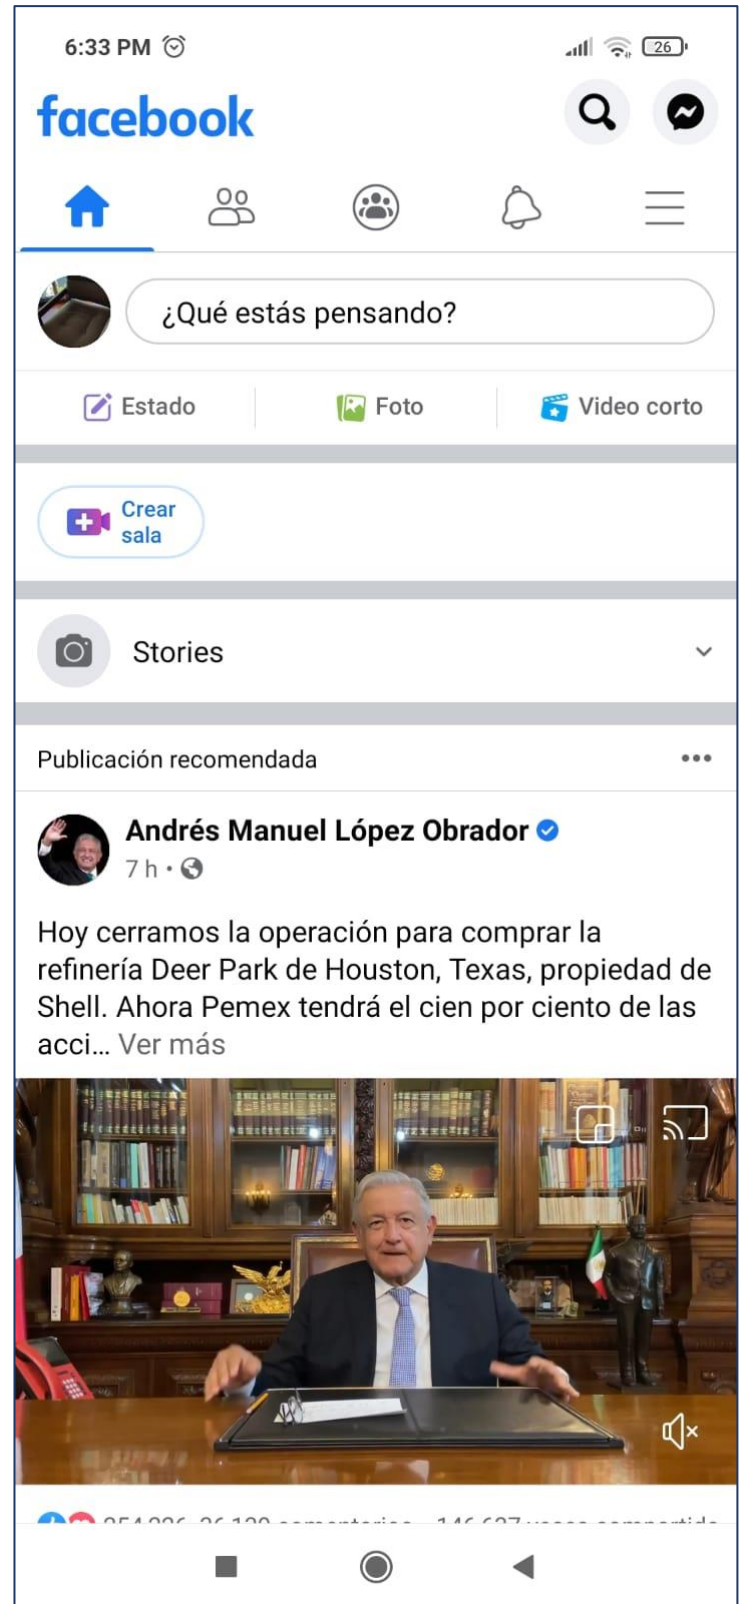 6:33 PM
26
facebook
¿Qué estás pensando?
Estado
Foto
Video corto
Crear
sala
Stories
Publicación recomendada
Andrés Manuel López Obrador
7 h
Hoy cerramos la operación para comprar la
refinería Deer Park de Houston, Texas, propiedad de
Shell. Ahora Pemex tendrá el cien por ciento de las
acci... Ver más